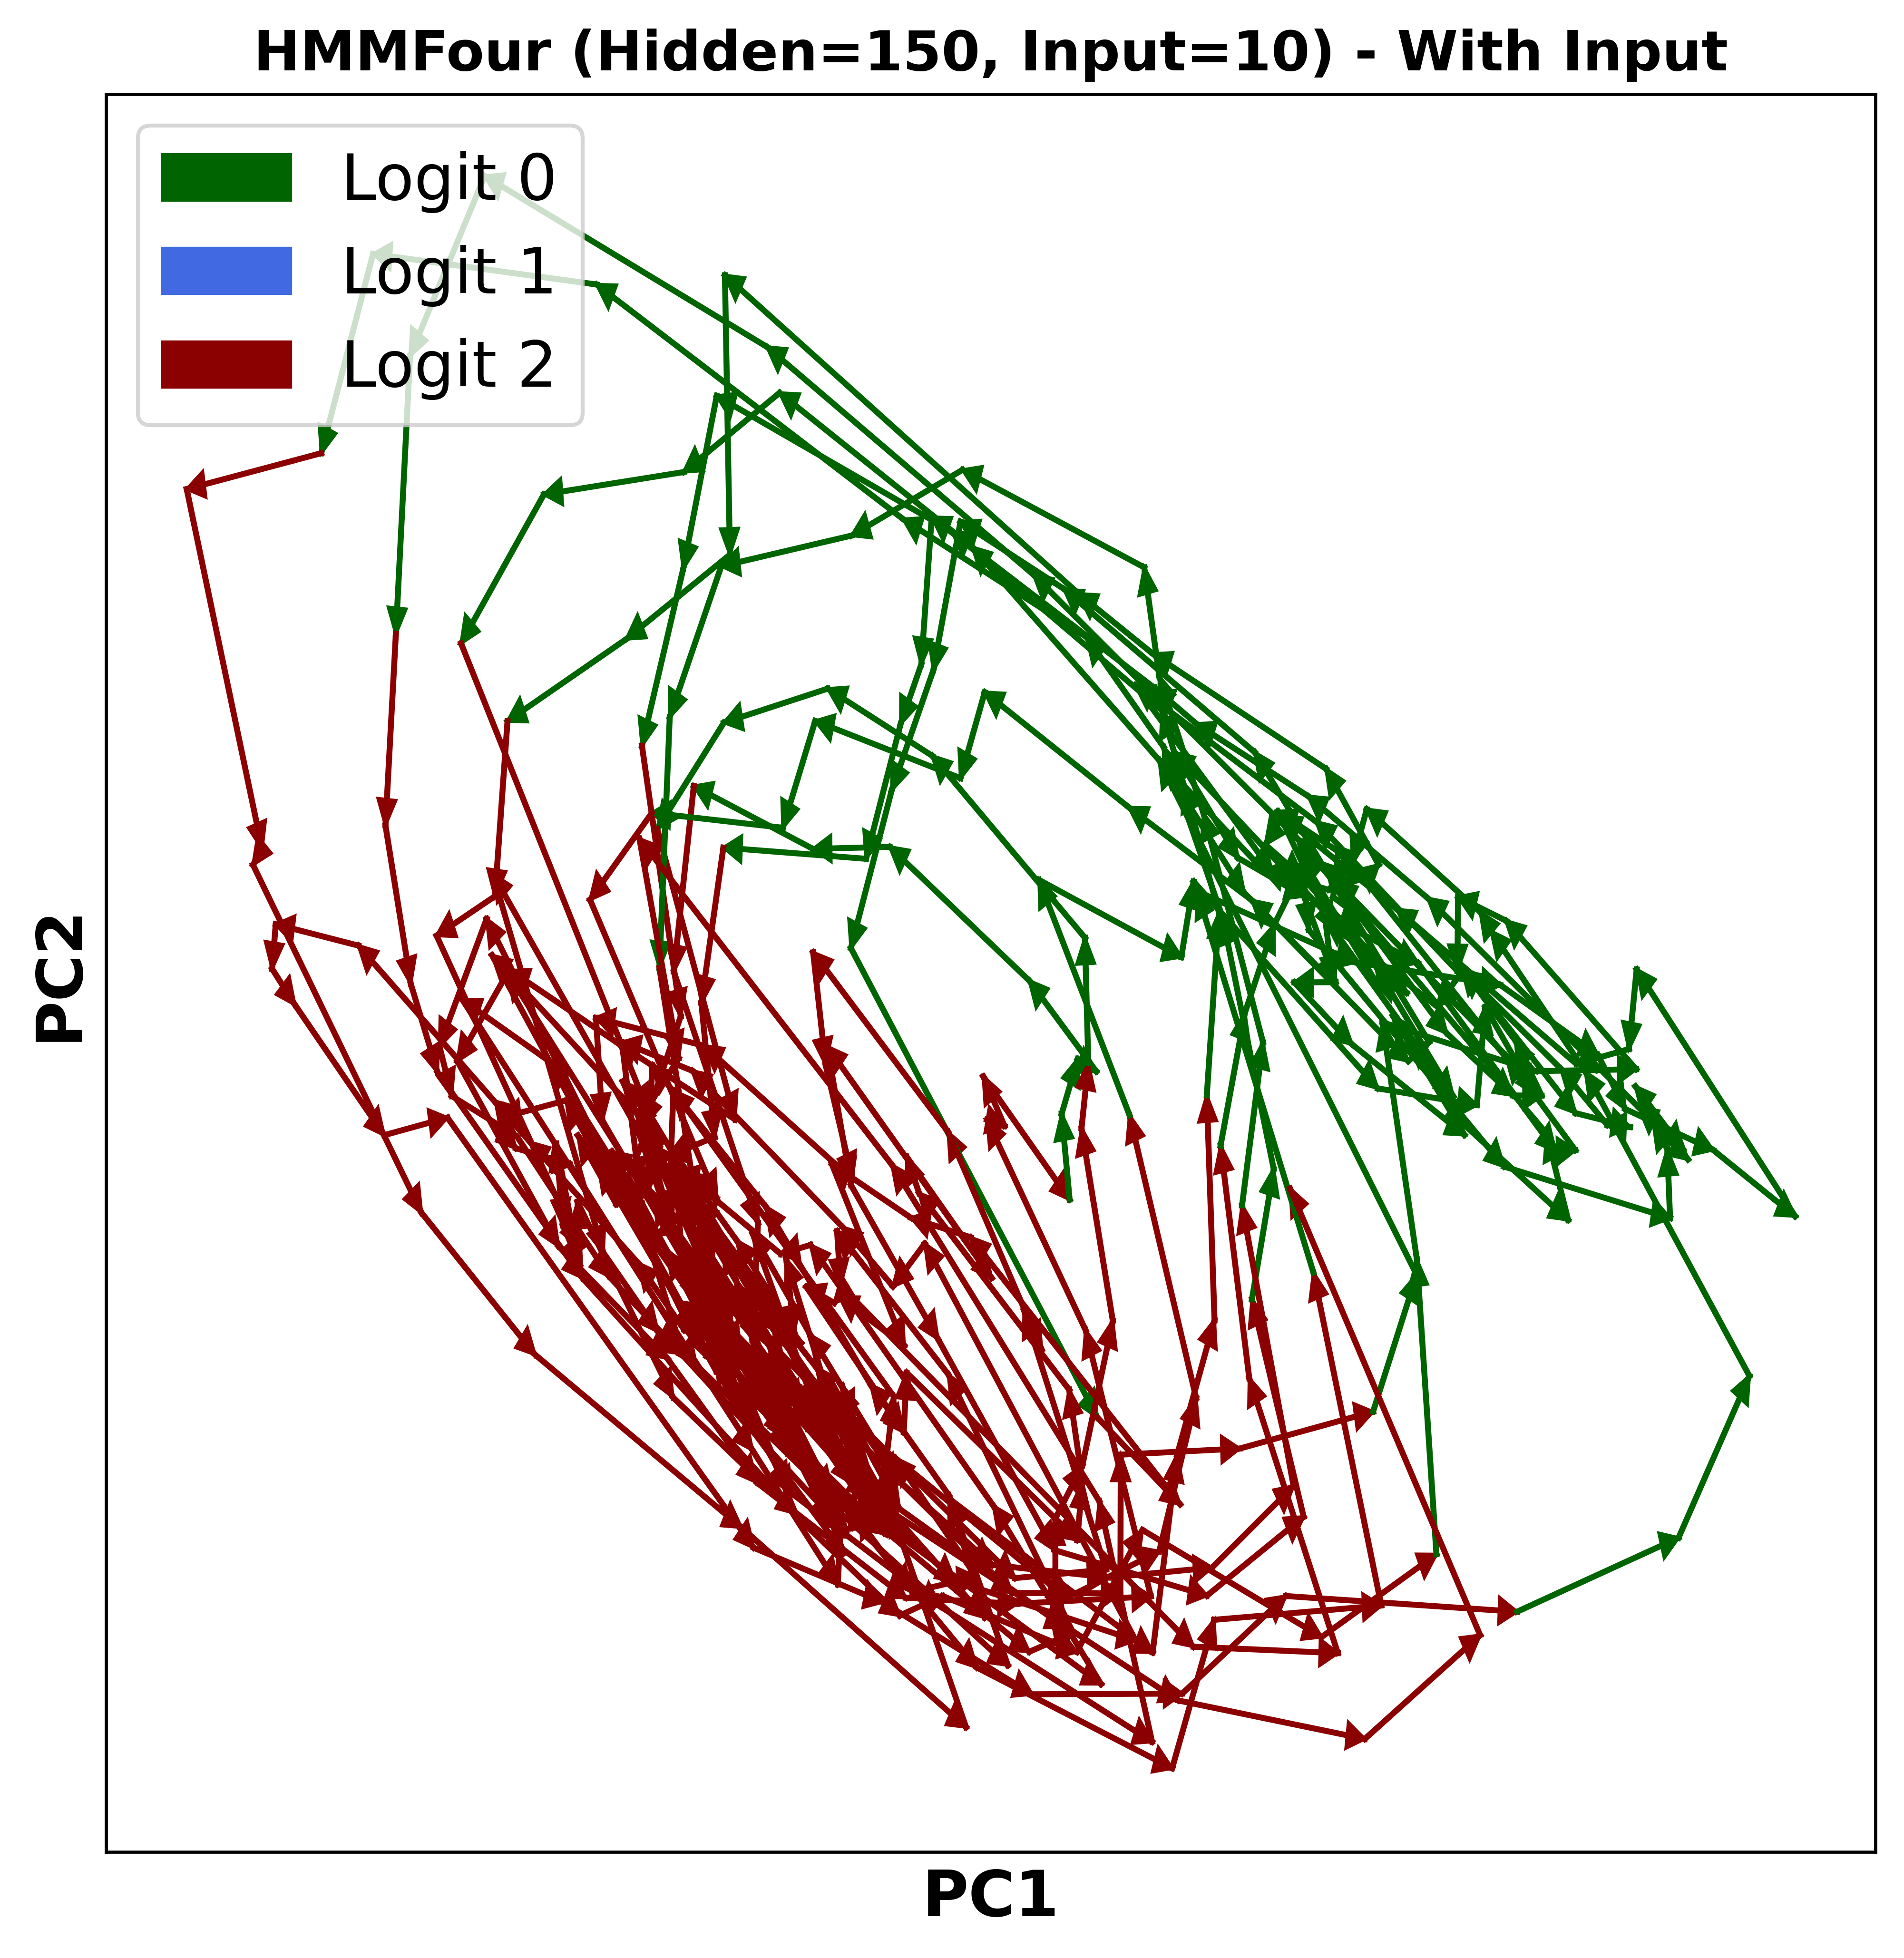 HMMFour (Hidden=150, Input=10) - With Input
Logit 0
Logit 1
Logit 2
PC2
PC1